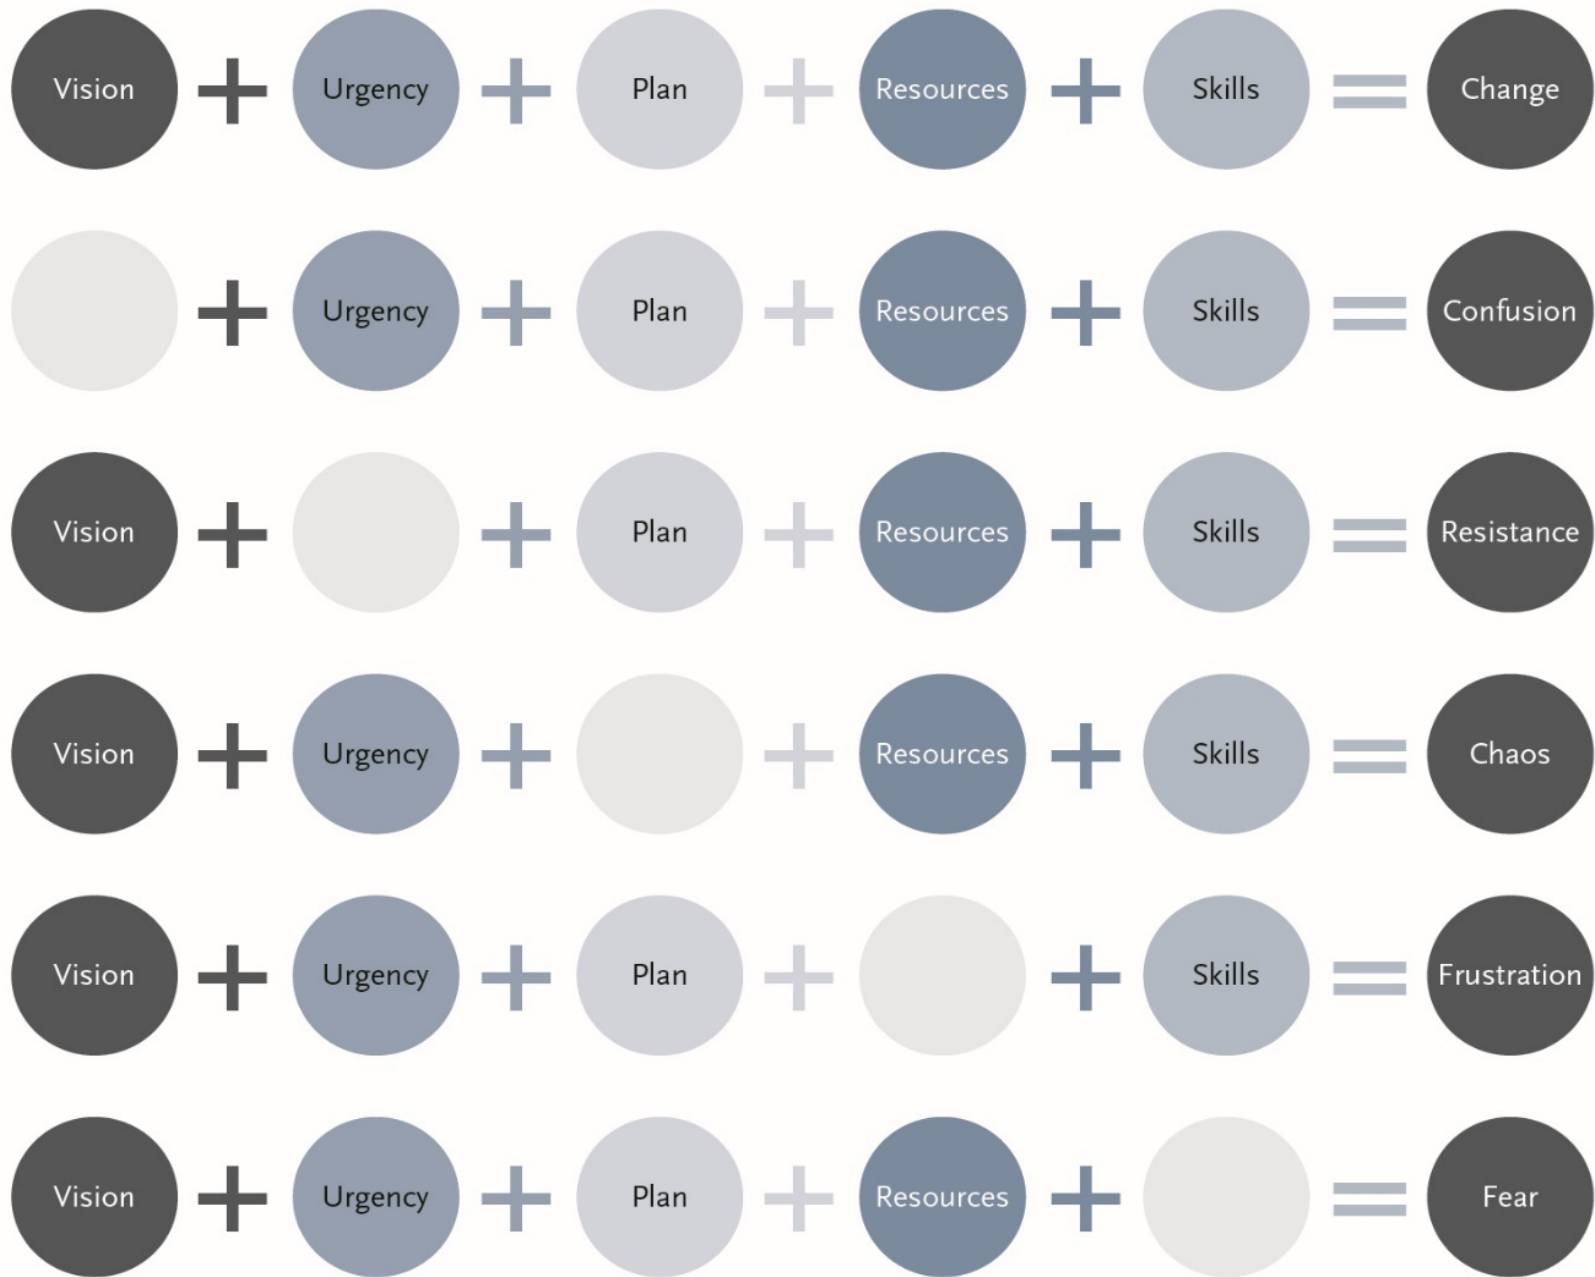 Vision + Urgency + Plan + Resources + Skills = Change
+ Urgency + Plan + Resources + Skills = Confusion
Vision + + Plan + Resources + Skills = Resistance
Vision + Urgency + + Resources + Skills = Chaos
Vision + Urgency + Plan + + Skills = Frustration
Vision + Urgency + Plan + Resources + = Fear